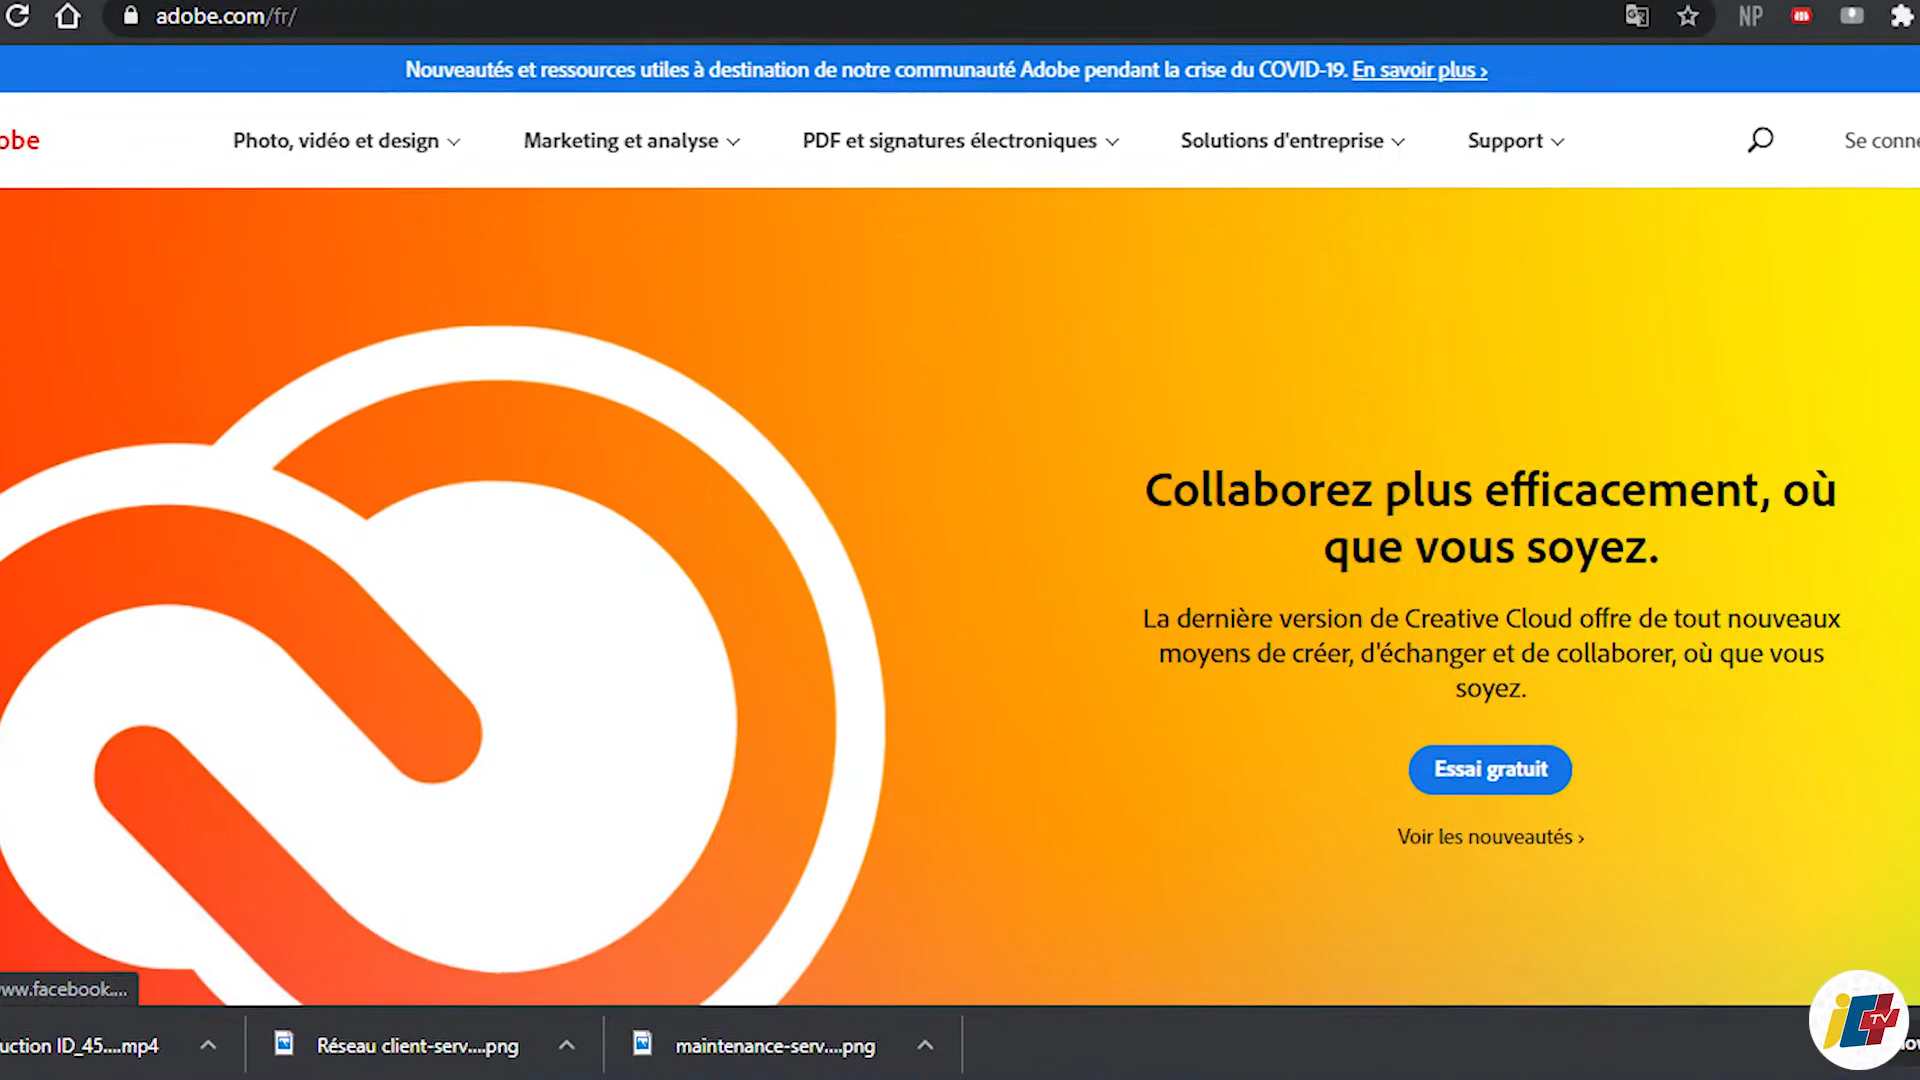 adobe.com/fr/
NP
Nouveautés et ressources utiles à destination de notre communauté Adobe pendant la crise du COVID-19. En savoir plus ›
obe
Photo, vidéo et design
Marketing et analyse
PDF et signatures électroniques
Solutions d'entreprise
Support
Se conne
Collaborez plus efficacement, où
que vous soyez.
La dernière version de Creative Cloud offre de tout nouveaux
moyens de créer, d'échanger et de collaborer, où que vous
soyez.
Essai gratuit
Voir les nouveautés ›
ww.facebook....
uction ID_45....mp4
Réseau client-serv....png
maintenance-serv....png
TV